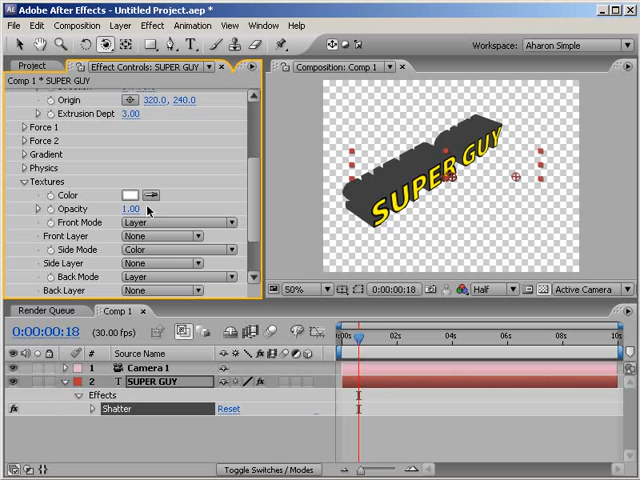 Adobe After Effects - Untitled Project.aep *
File Edit Composition Layer Effect Animation View Window Help
Workspace: Aharon Simple
Project Effect Controls: SUPER GUY Composition: Comp 1
Comp 1 * SUPER GUY
Origin 320.0, 240.0
Extrusion Dept 3.00
Force 1
Force 2
Gradient
Physics
Textures
Color
Opacity 1.00
Front Mode Layer
Front Layer None
Side Mode Color
Side Layer None
Back Mode Layer
Back Layer None
SUPER GUY
50% 0:00:00:18 Half Active Camera
Render Queue Comp 1
0:00:00:18 (30.00 fps)
:00s 02s 04s 06s 08s 10s
# Source Name
1 Camera 1
2 T SUPER GUY
Effects
Shatter Reset
Toggle Switches / Modes